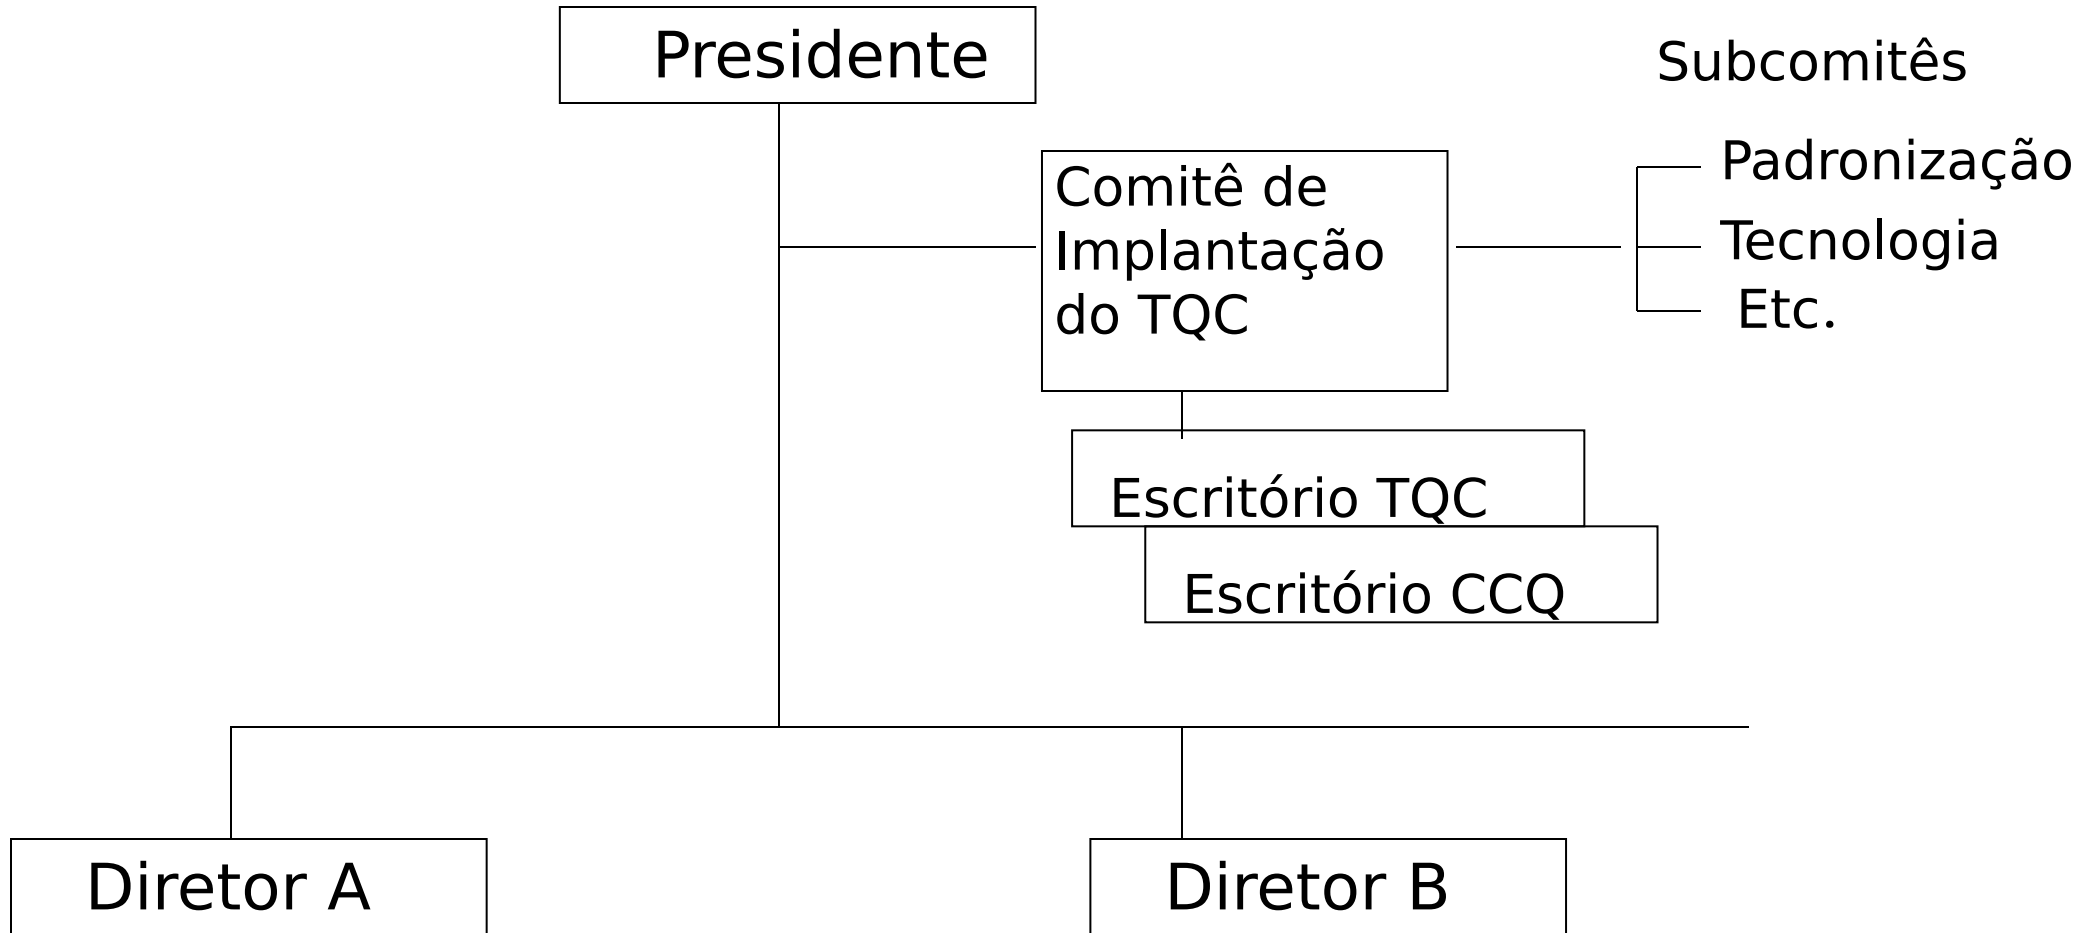 Presidente
Subcomitês
Padronização
Comitê de
Implantação
do TQC
Tecnologia
Etc.
Escritório TQC
Escritório CCQ
Diretor A
Diretor B